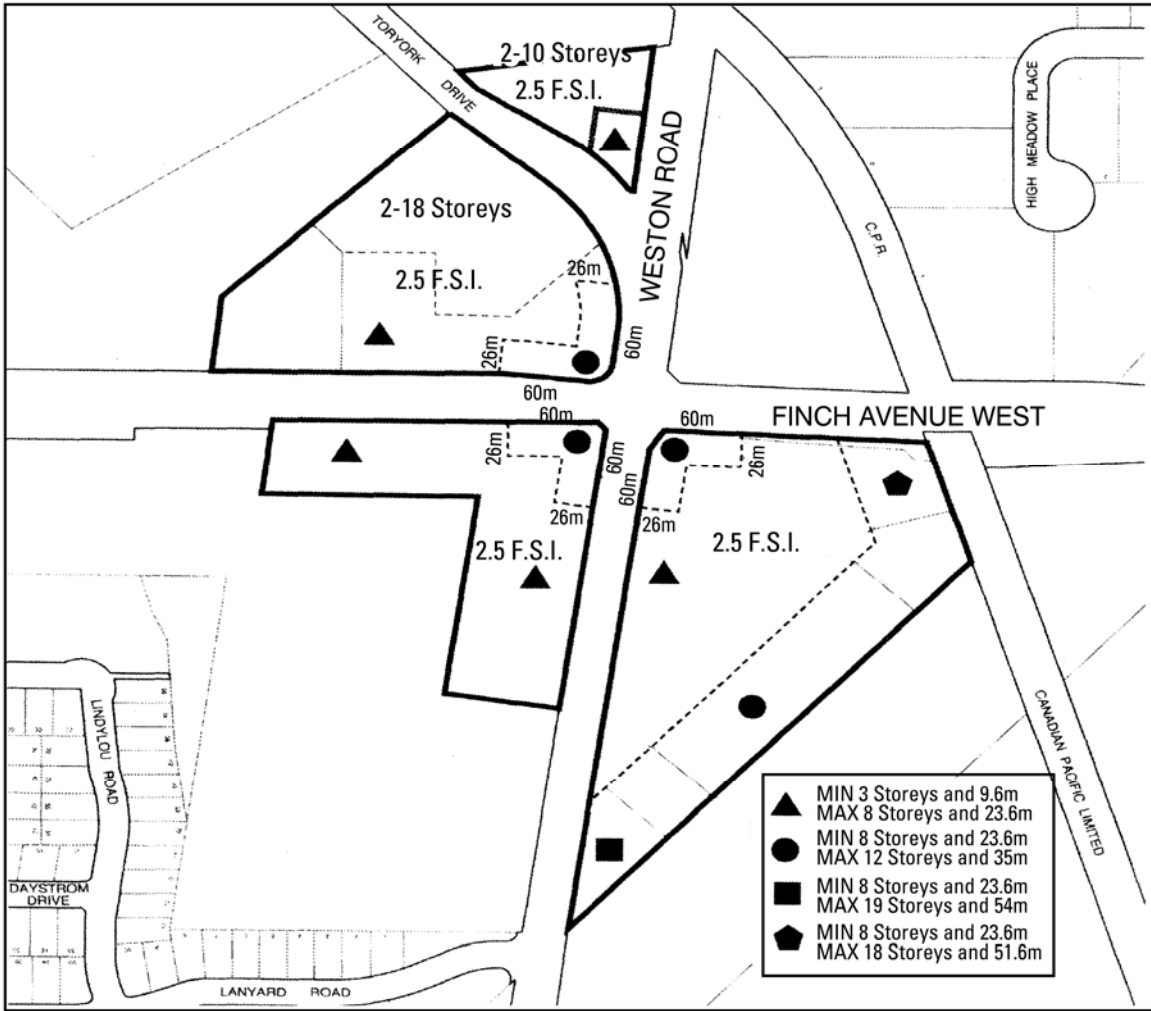 TORYORK
DRIVE
2-10 Storeys
2.5 F.S.I.
WESTON ROAD
HIGH MEADOW PLACE
C.P.R.
2-18 Storeys
2.5 F.S.I.
26m
26m
60m
60m
60m
60m
FINCH AVENUE WEST
26m
60m
60m
26m
26m
26m
2.5 F.S.I.
2.5 F.S.I.
LINDYLOU ROAD
CANADIAN PACIFIC LIMITED
MIN 3 Storeys and 9.6m
MAX 8 Storeys and 23.6m
MIN 8 Storeys and 23.6m
MAX 12 Storeys and 35m
MIN 8 Storeys and 23.6m
MAX 19 Storeys and 54m
MIN 8 Storeys and 23.6m
MAX 18 Storeys and 51.6m
DAYSTROM
DRIVE
LANYARD ROAD